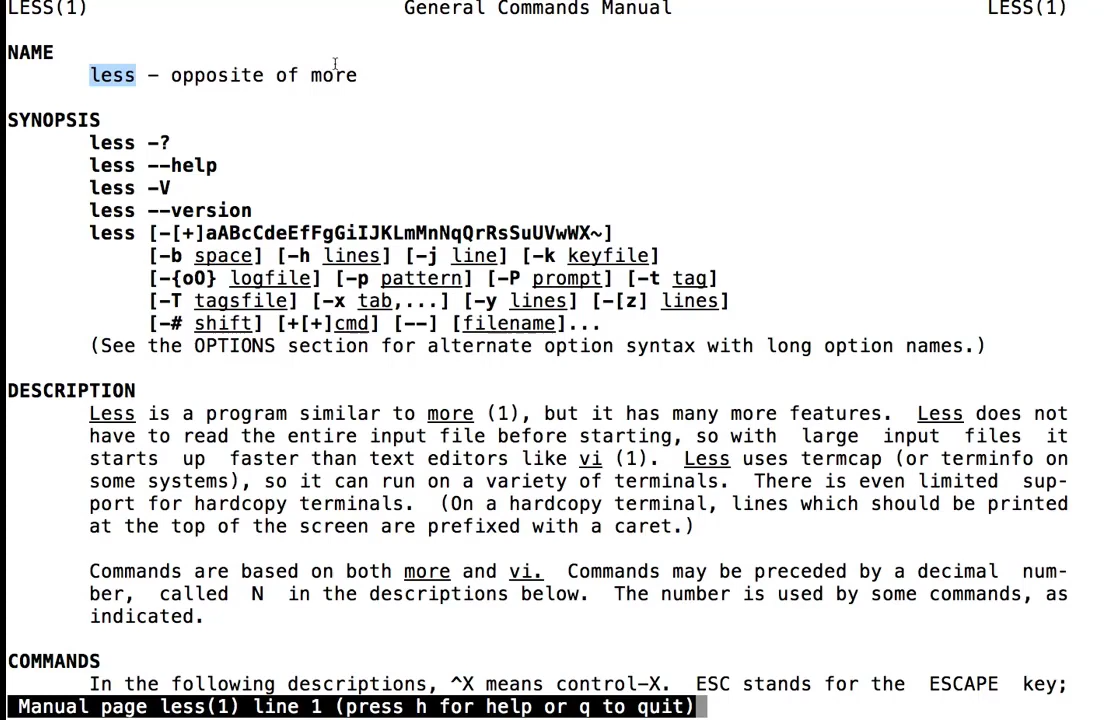 LESS(1) General Commands Manual LESS(1)
NAME
less – opposite of more
SYNOPSIS
less -?
less --help
less -V
less --version
less [-[+]aABcCdeEfFgGiIJKLmMnNqQrRsSuUVwWX~]
[-b space] [-h lines] [-j line] [-k keyfile]
[-{oO} logfile] [-p pattern] [-P prompt] [-t tag]
[-T tagsfile] [-x tab,...] [-y lines] [-[z] lines]
[-# shift] [+[+]cmd] [--] [filename]...
(See the OPTIONS section for alternate option syntax with long option names.)
DESCRIPTION
Less is a program similar to more (1), but it has many more features. Less does not
have to read the entire input file before starting, so with large input files it
starts up faster than text editors like vi (1). Less uses termcap (or terminfo on
some systems), so it can run on a variety of terminals. There is even limited sup-
port for hardcopy terminals. (On a hardcopy terminal, lines which should be printed
at the top of the screen are prefixed with a caret.)
Commands are based on both more and vi. Commands may be preceded by a decimal num-
ber, called N in the descriptions below. The number is used by some commands, as
indicated.
COMMANDS
In the following descriptions, ^X means control-X. ESC stands for the ESCAPE key;
Manual page less(1) line 1 (press h for help or q to quit)